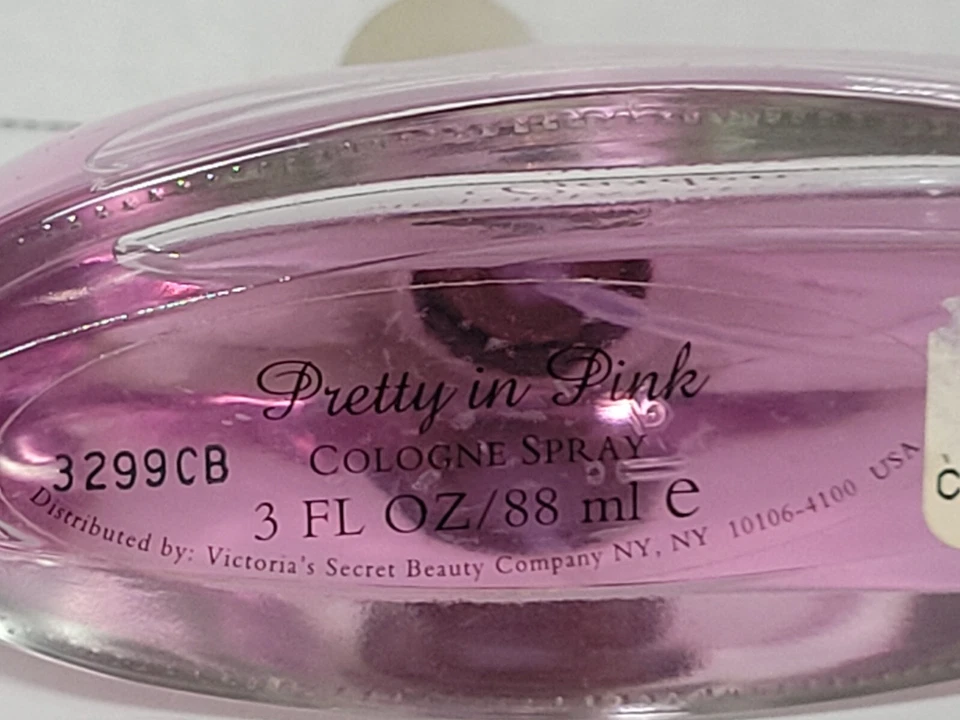 Pretty in Pink
3299CB
COLOGNE SPRAY
3 FL OZ/88 ml e
Distributed by: Victoria's Secret Beauty Company NY, NY 10106-4100 USA